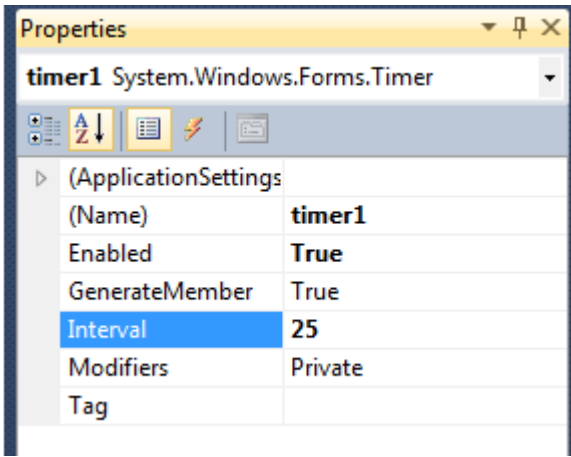 Properties
timer1 System.Windows.Forms.Timer
(ApplicationSettings
(Name) timer1
Enabled True
GenerateMember True
Interval 25
Modifiers Private
Tag